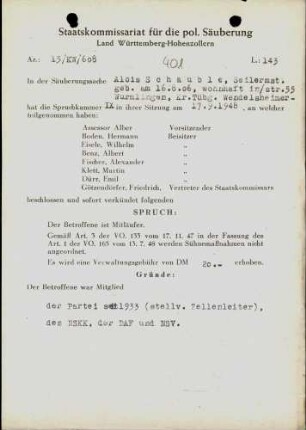 Staatskommissariat für die pol. Säuberung
Land Württemberg-Hohenzollern
Az.: 15/KK/608
401
L: 143
In der Säuberungssache Alois Schäuble, Seilermst.
geb. am 16.6.06, wohnhaft in/str.55
Wurmlingen, Kr.Tübg. Wendelsheimer-
hat die Spruchkammer IX in ihrer Sitzung am 17.9.1948, an welcher
teilgenommen haben:
Assessor Alber Vorsitzender
Boden, Hermann Beisitzer
Eisele, Wilhelm „
Benz, Albert „
Fischer, Alexander „
Klett, Martin „
Dürr, Emil „
Götzendörfer, Friedrich, Vertreter des Staatskommissars
beschlossen und sofort verkündet folgenden
SPRUCH:
Der Betroffene ist Mitläufer.
Gemäß Art. 3 der VO. 133 vom 17. 11. 47 in der Fassung des
Art. 1 der VO. 165 vom 13. 7. 48 werden Sühnemaßnahmen nicht
angeordnet.
Es wird eine Verwaltungsgebühr von DM 20.-- erhoben.
Gründe:
Der Betroffene war Mitglied
der Partei seit 1933 (stellv. Zellenleiter),
des NSKK, der DAF und NSV.